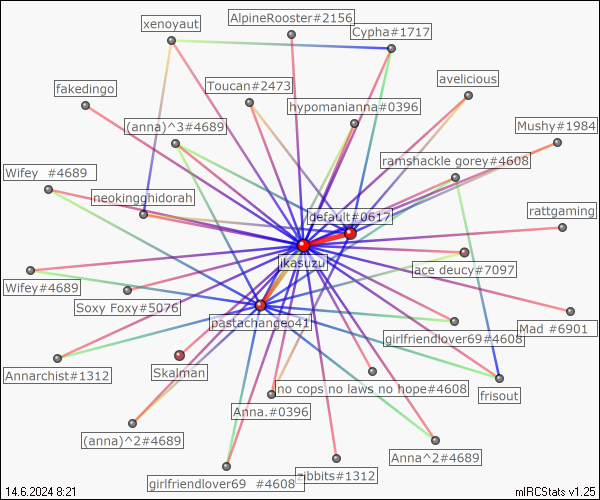 AlpineRooster#2156
xenoyaut
Cypha#1717
avelicious
Toucan#2473
fakedingo
hypomanianna#0396
(anna)^3#4689
Mushy#1984
ramshackle gorey#4608
Wifey   #4689
neokingghidorah
default#0617
rattgaming
jkasuzu
ace deucy#7097
Wifey#4689
Soxy Foxy#5076
pastachangeo41
Mad #6901
girlfriendlover69#4608
Annarchist#1312
Skalman
no cops no laws no hope#4608
frisout
Anna.#0396
(anna)^2#4689
Anna^2#4689
zibbits#1312
girlfriendlover69   #4608
14.6.2024 8:21
mIRCStats v1.25